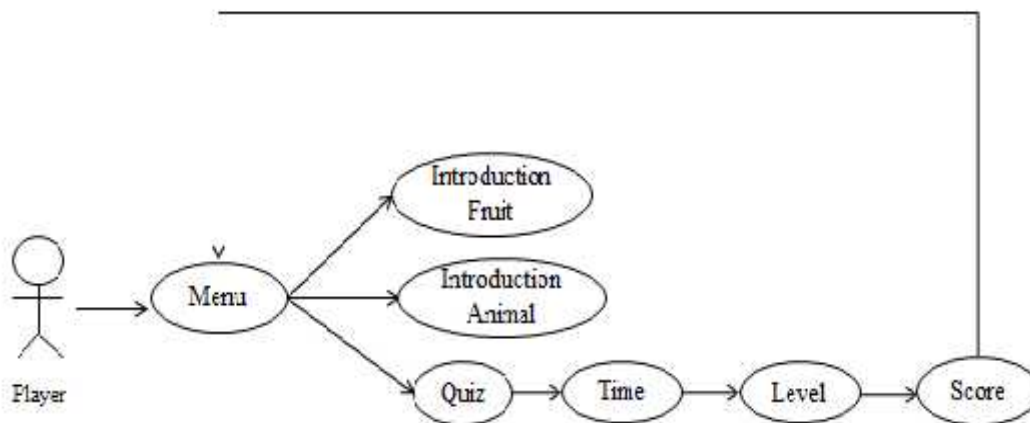 Introduction
Fruit
Introduction
Animal
Menu
Player
Quiz
Time
Level
Score